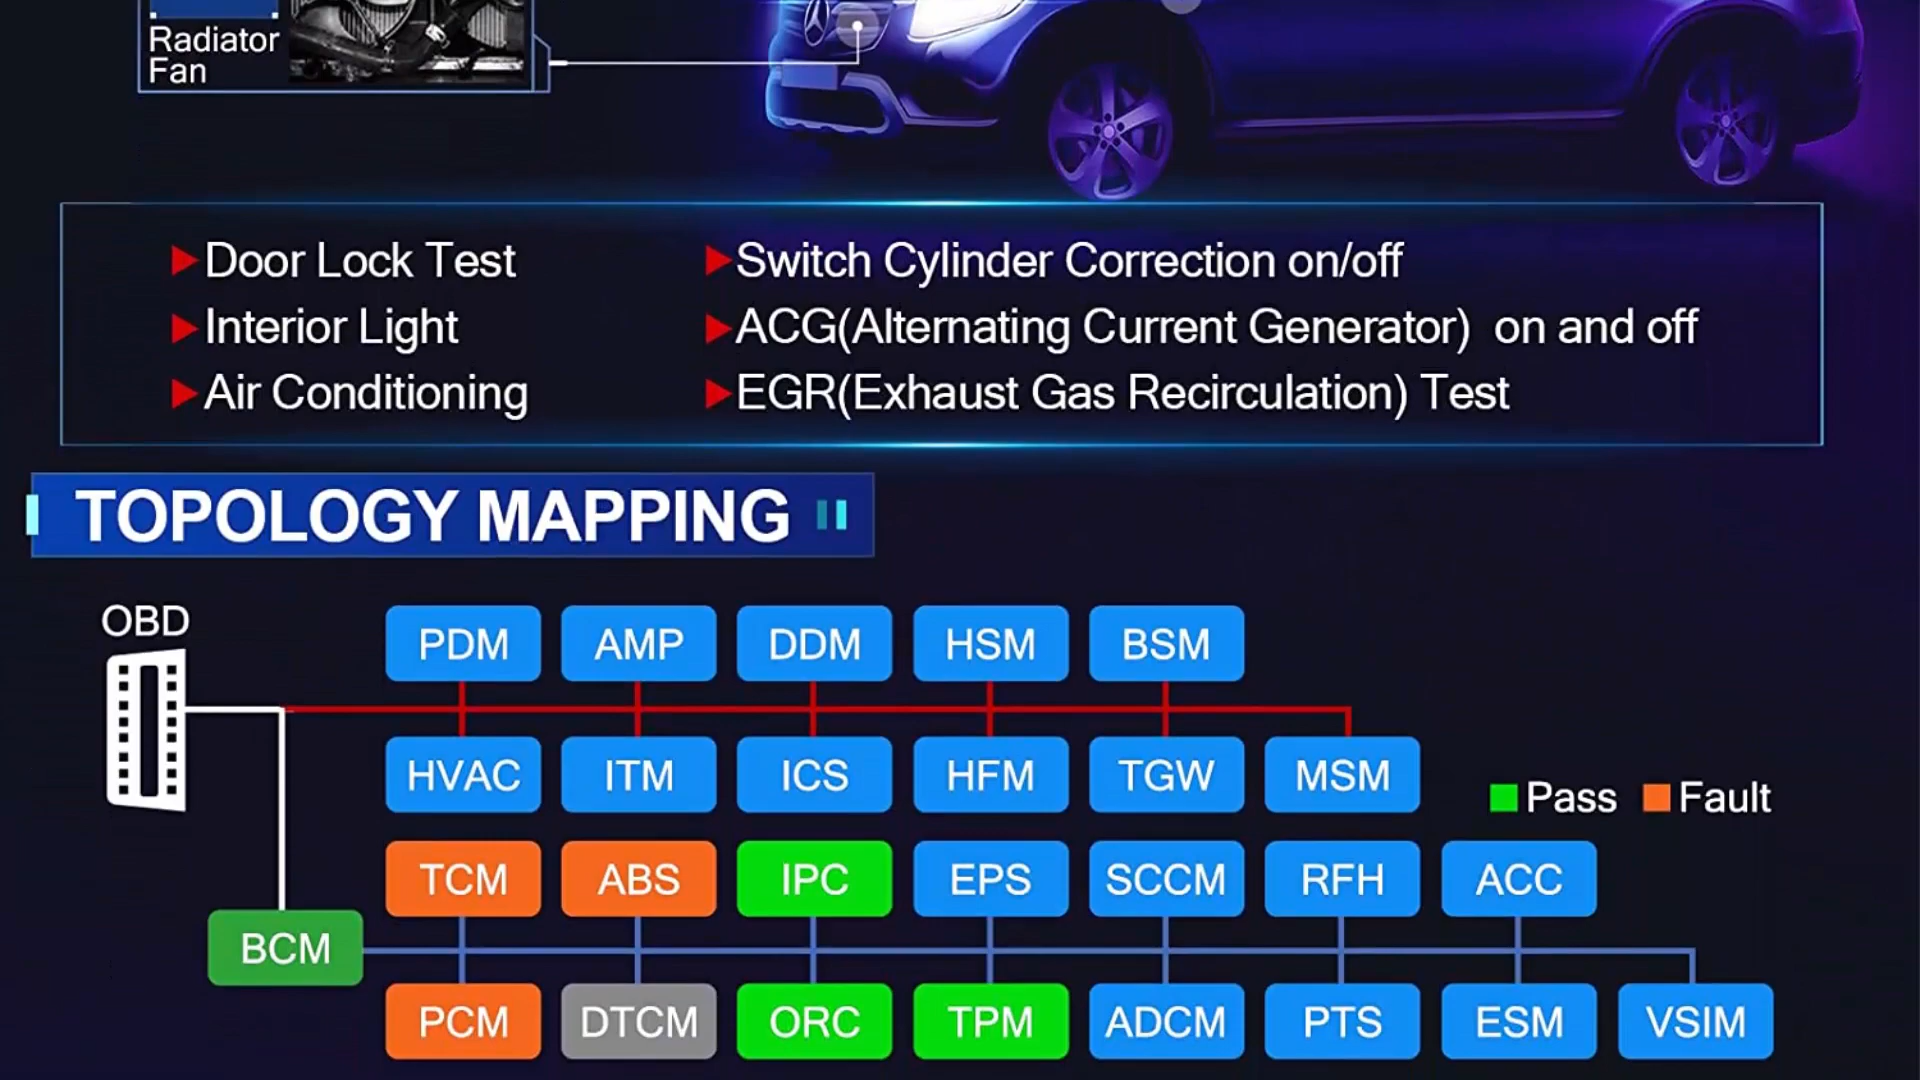 Radiator
Fan
Door Lock Test
Switch Cylinder Correction on/off
Interior Light
ACG(Alternating Current Generator) on and off
Air Conditioning
EGR(Exhaust Gas Recirculation) Test
TOPOLOGY MAPPING
OBD
PDM AMP DDM HSM BSM
HVAC ITM ICS HFM TGW MSM
Pass Fault
TCM ABS IPC EPS SCCM RFH ACC
BCM
PCM DTCM ORC TPM ADCM PTS ESM VSIM